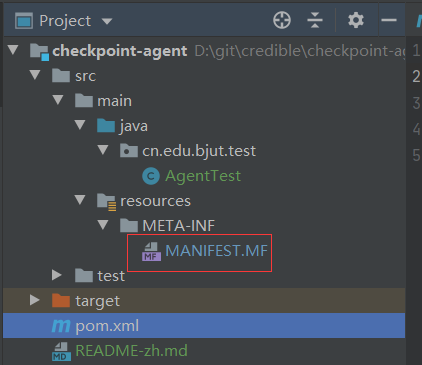 Project
checkpoint-agent D:\git\credible\checkpoint-ag
src
main
java
cn.edu.bjut.test
AgentTest
resources
META-INF
MF MANIFEST.MF
test
target
m pom.xml
MD README-zh.md
1
2
3
4
5